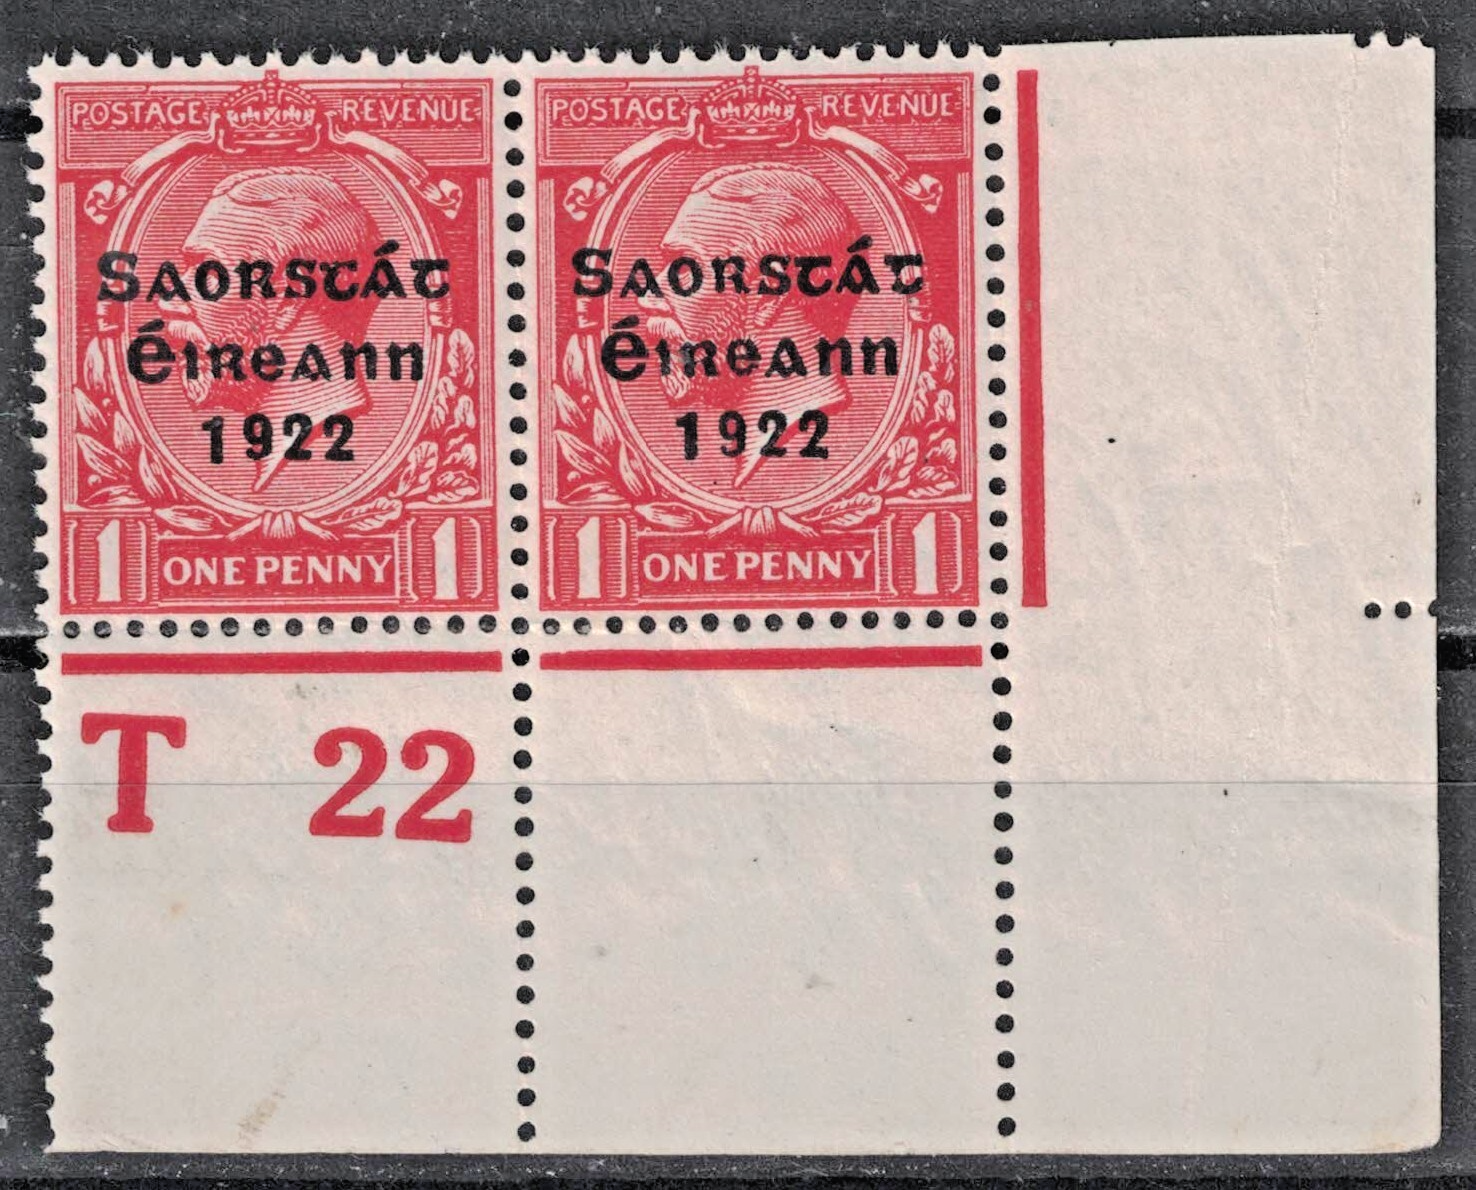 POSTAGE REVENUE
Saorstát
Éireann
1922
1 ONE PENNY 1
POSTAGE REVENUE
Saorstát
Éireann
1922
1 ONE PENNY 1
T 22